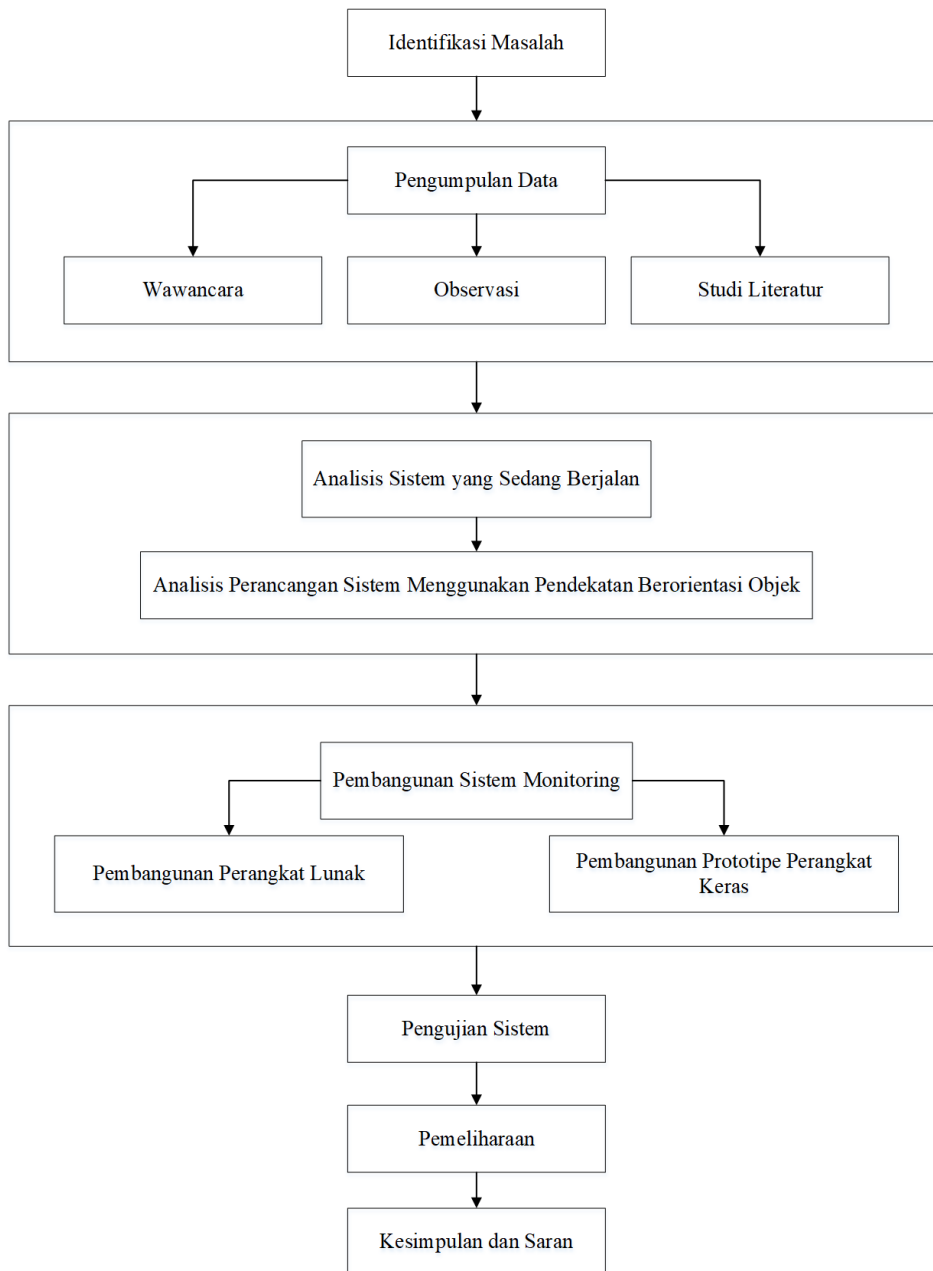 Identifikasi Masalah
Pengumpulan Data
Wawancara
Observasi
Studi Literatur
Analisis Sistem yang Sedang Berjalan
Analisis Perancangan Sistem Menggunakan Pendekatan Berorientasi Objek
Pembangunan Sistem Monitoring
Pembangunan Perangkat Lunak
Pembangunan Prototipe Perangkat
Keras
Pengujian Sistem
Pemeliharaan
Kesimpulan dan Saran